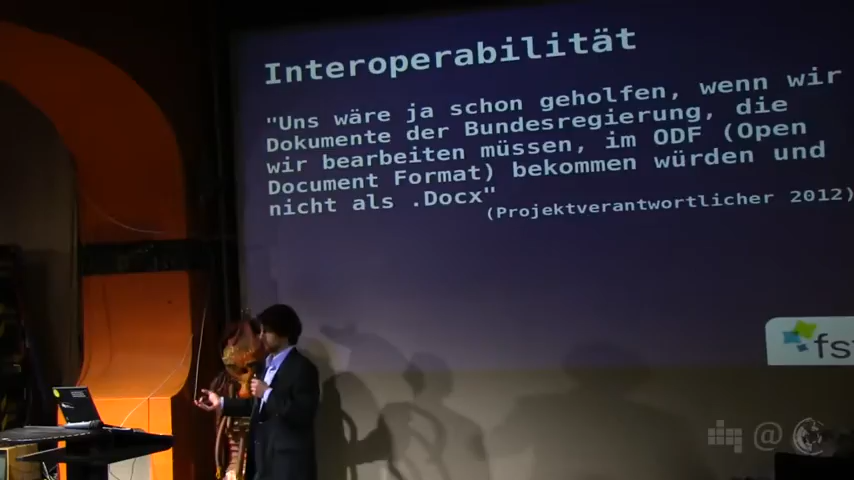 Interoperabilität
"Uns wäre ja schon geholfen, wenn wir
Dokumente der Bundesregierung, die
wir bearbeiten müssen, im ODF (Open
Document Format) bekommen würden und
nicht als .Docx"
(Projektverantwortlicher 2012)
@